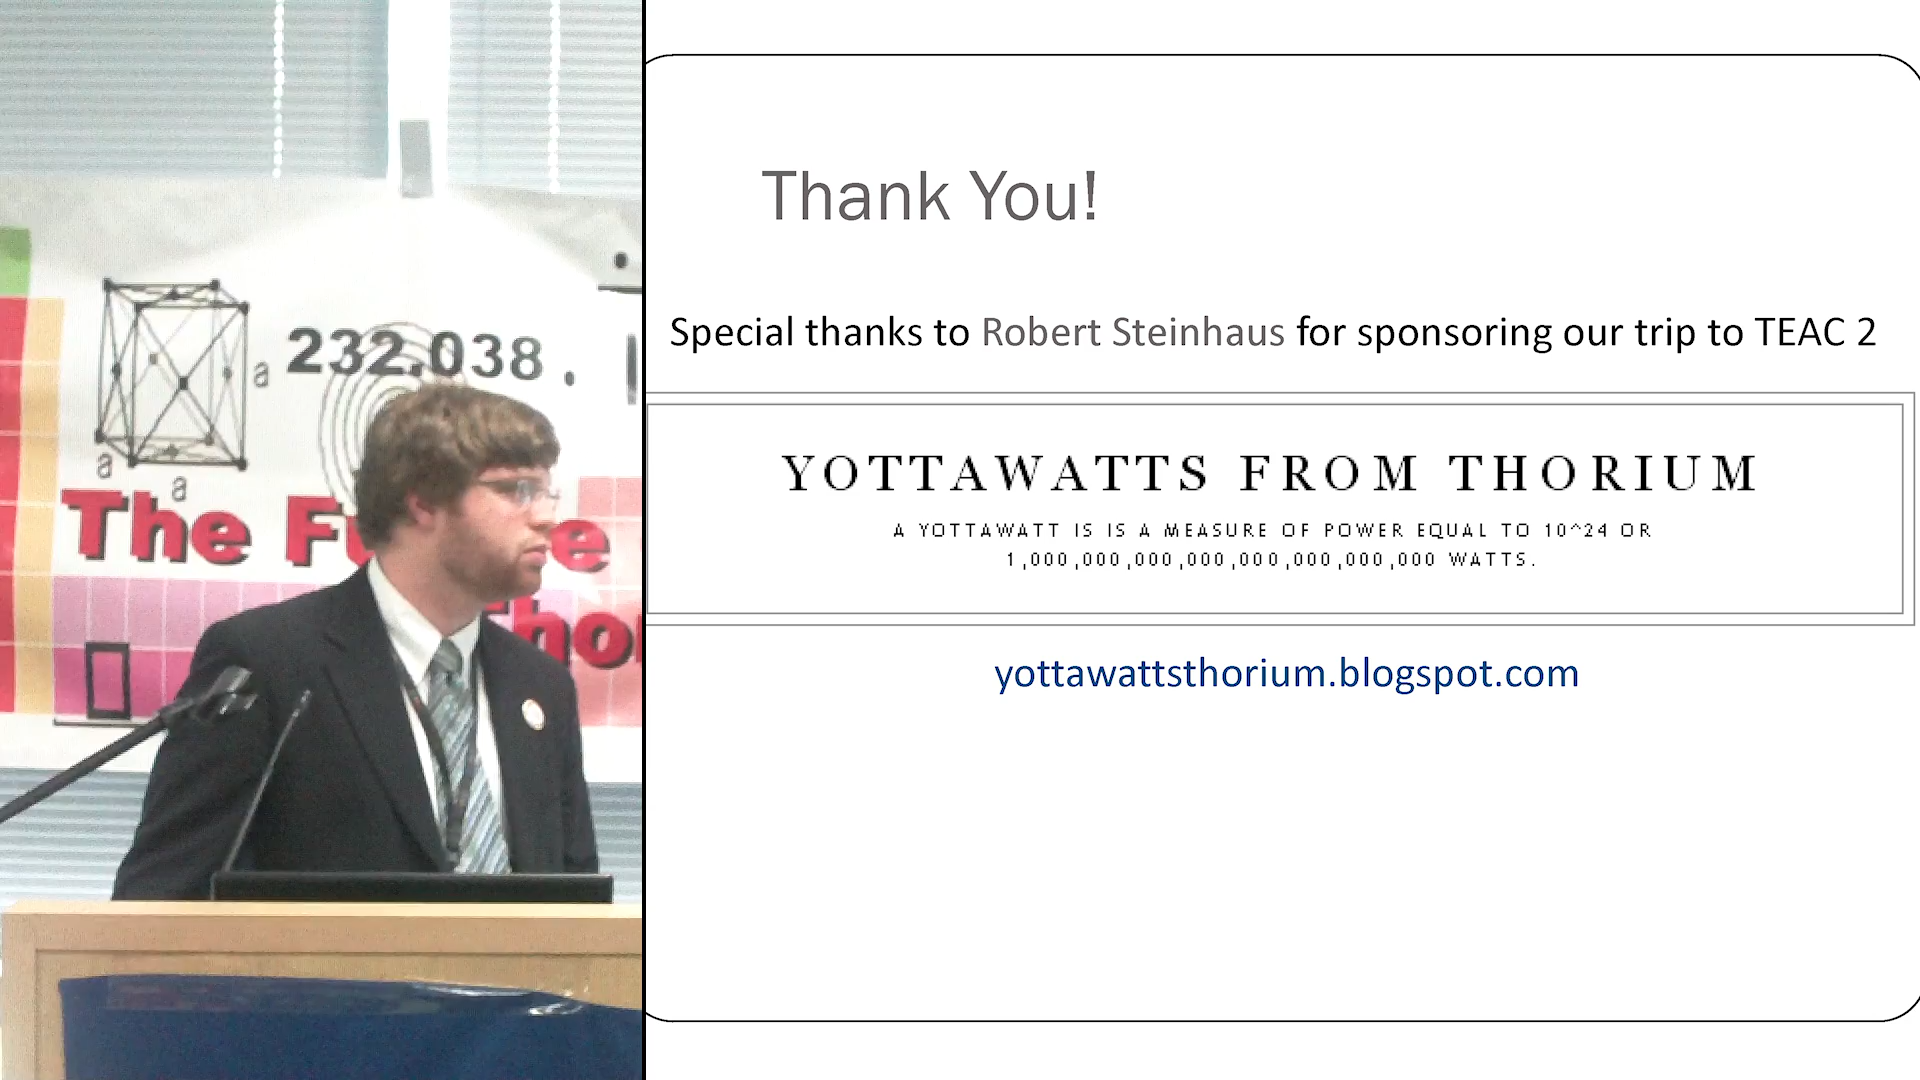 232.038.
a
a
a
The Fu e
Tho
Thank You!
Special thanks to Robert Steinhaus for sponsoring our trip to TEAC 2
YOTTAWATTS FROM THORIUM
A YOTTAWATT IS IS A MEASURE OF POWER EQUAL TO 10^24 OR
1,000,000,000,000,000,000,000,000 WATTS.
yottawattsthorium.blogspot.com